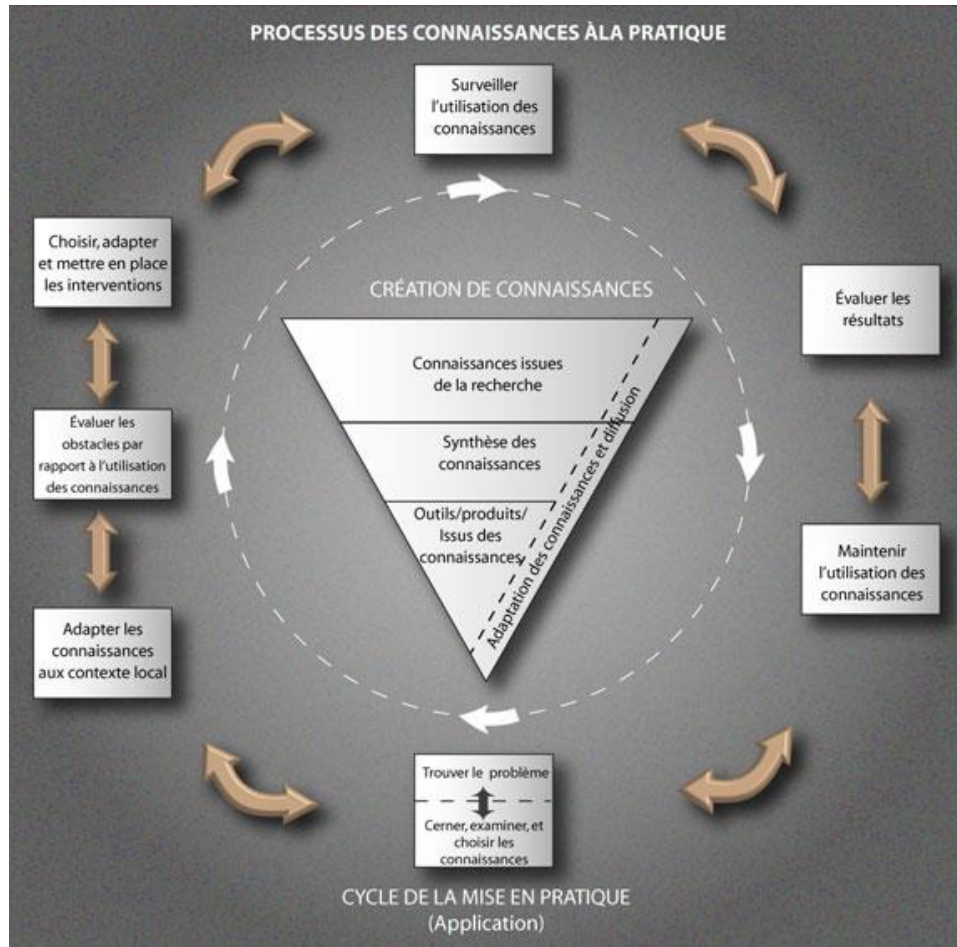 PROCESSUS DES CONNAISSANCES ÀLA PRATIQUE
Surveiller
l'utilisation des
connaissances
Choisir, adapter
et mettre en place
les interventions
Évaluer les
obstacles par
rapport à l'utilisation
des connaissances
Adapter les
connaissances
aux contexte local
CRÉATION DE CONNAISSANCES
Connaissances issues
de la recherche
Synthèse des
connaissances
Outils/produits/
Issus des
connaissances
Adaptation des connaissances et diffusion
Évaluer les
résultats
Maintenir
l'utilisation des
connaissances
Trouver le problème
Cerner, examiner, et
choisir les
connaissances
CYCLE DE LA MISE EN PRATIQUE
(Application)